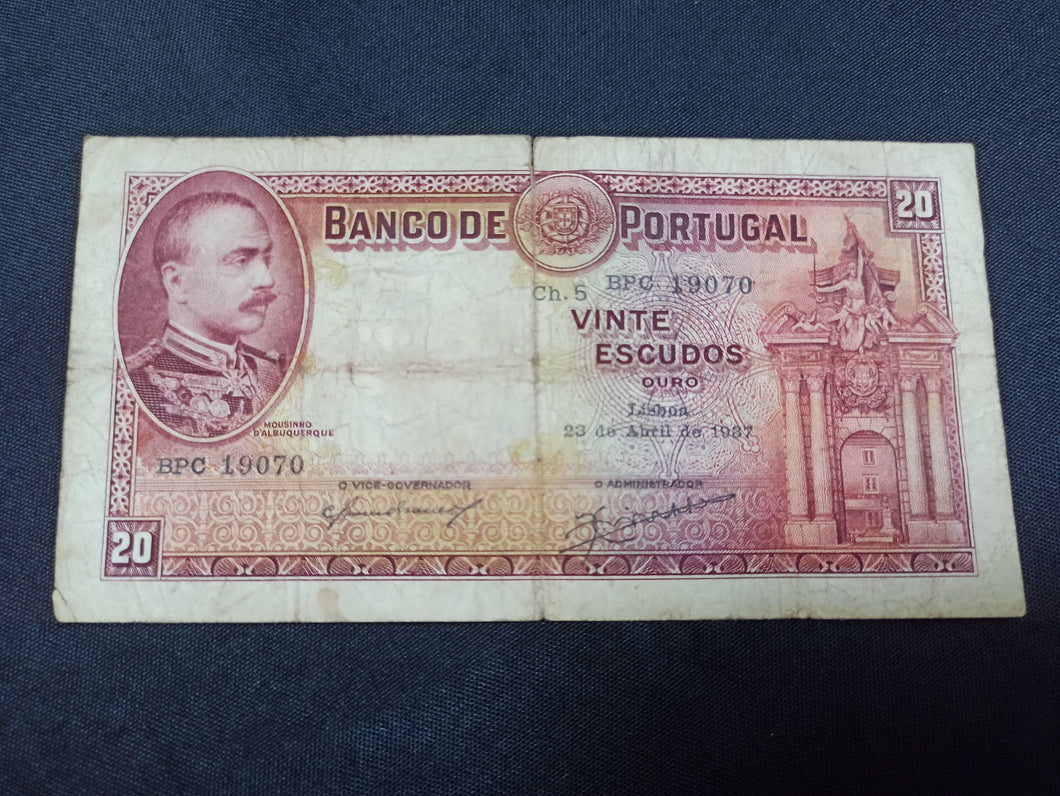 20
BANCO DE PORTUGAL
Ch. 5 BPC 19070
VINTE
ESCUDOS
OURO
Lisboa
23 de Abril de 1937
MOUSINHO
D'ALBUQUERQUE
BPC 19070
O VICE-GOVERNADOR
O ADMINISTRADOR
20